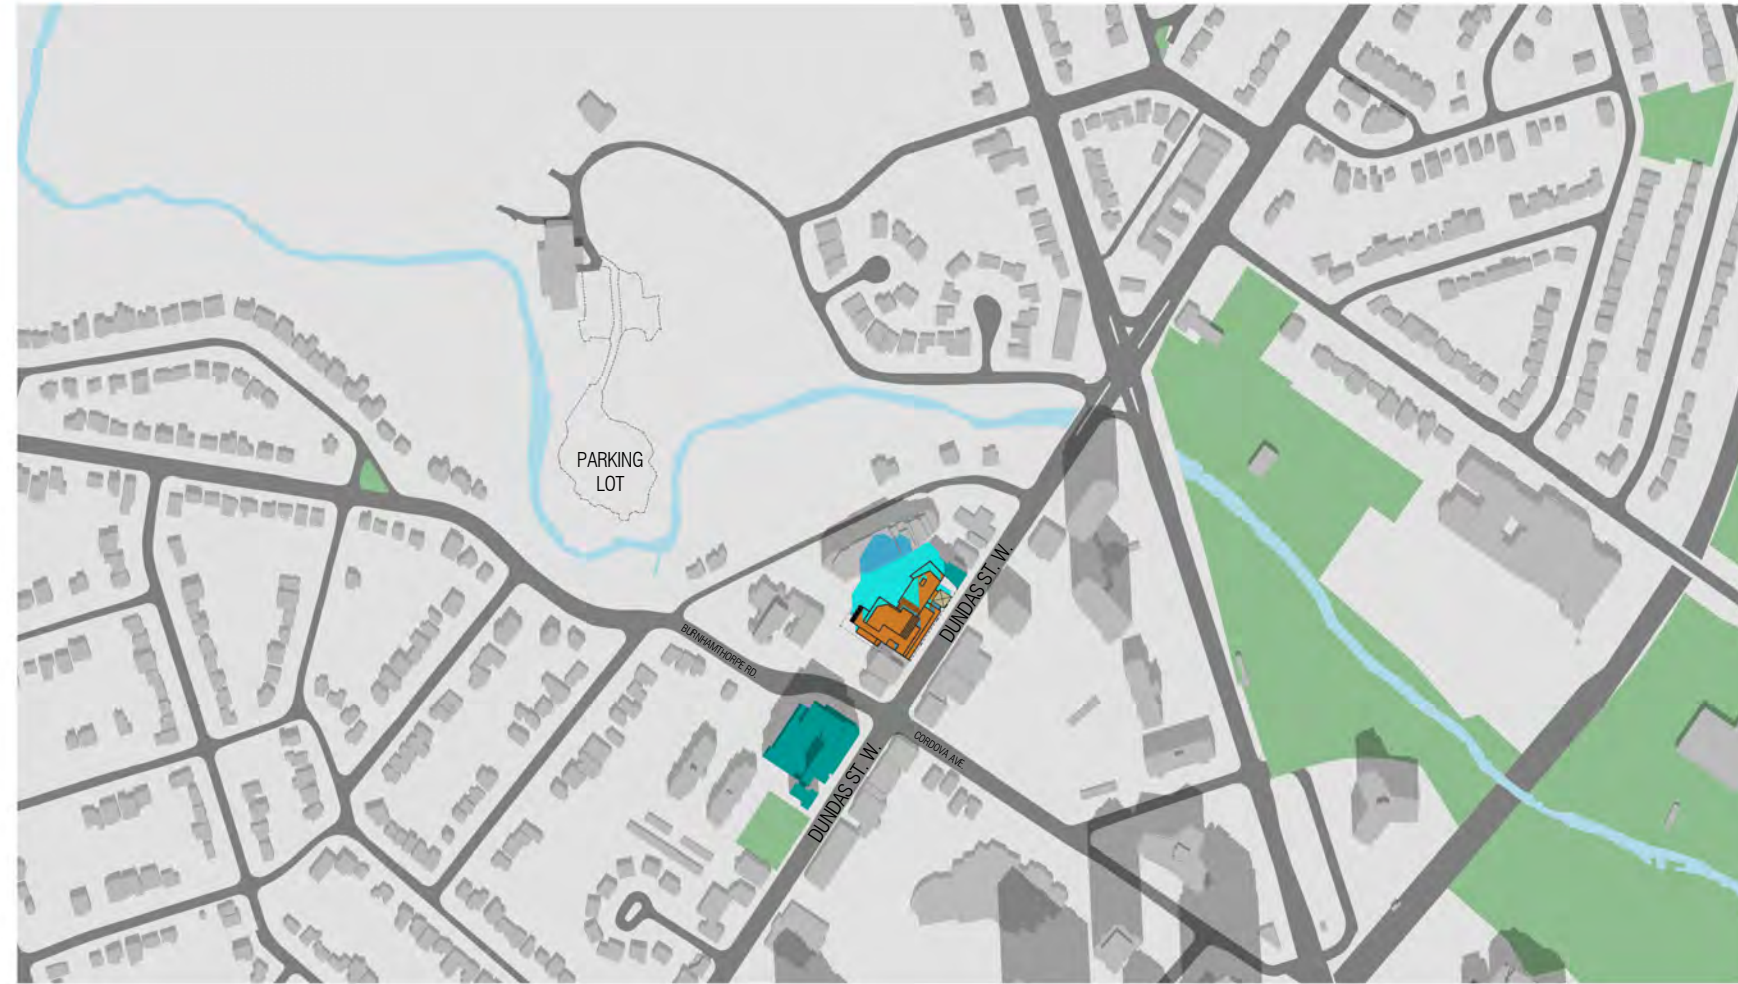 PARKING
LOT
DUNDAS ST. W.
BURNHAMTHORPE RD.
CORDOVA AVE.
DUNDAS ST. W.